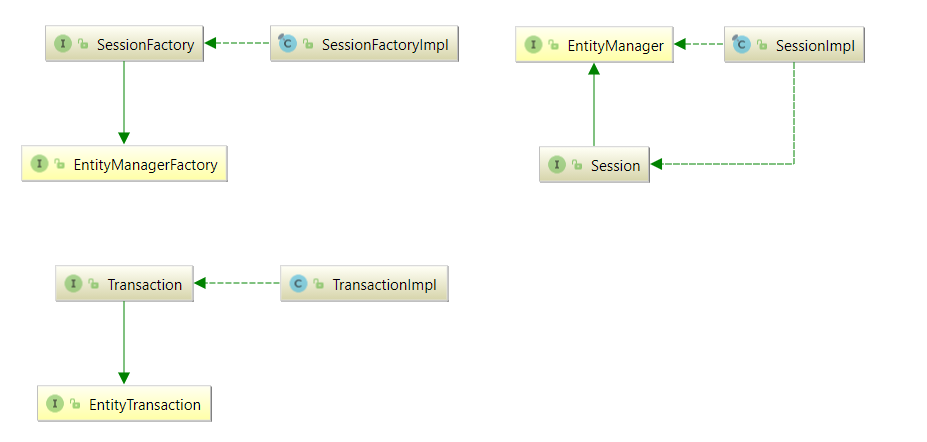 I SessionFactory
C SessionFactoryImpl
I EntityManager
C SessionImpl
I EntityManagerFactory
I Session
I Transaction
C TransactionImpl
I EntityTransaction